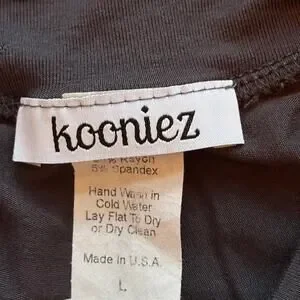 kooniez
% Rayon
5% Spandex
Hand Wash in
Cold Water
Lay Flat To Dry
or Dry Clean
Made in U.S.A.
L